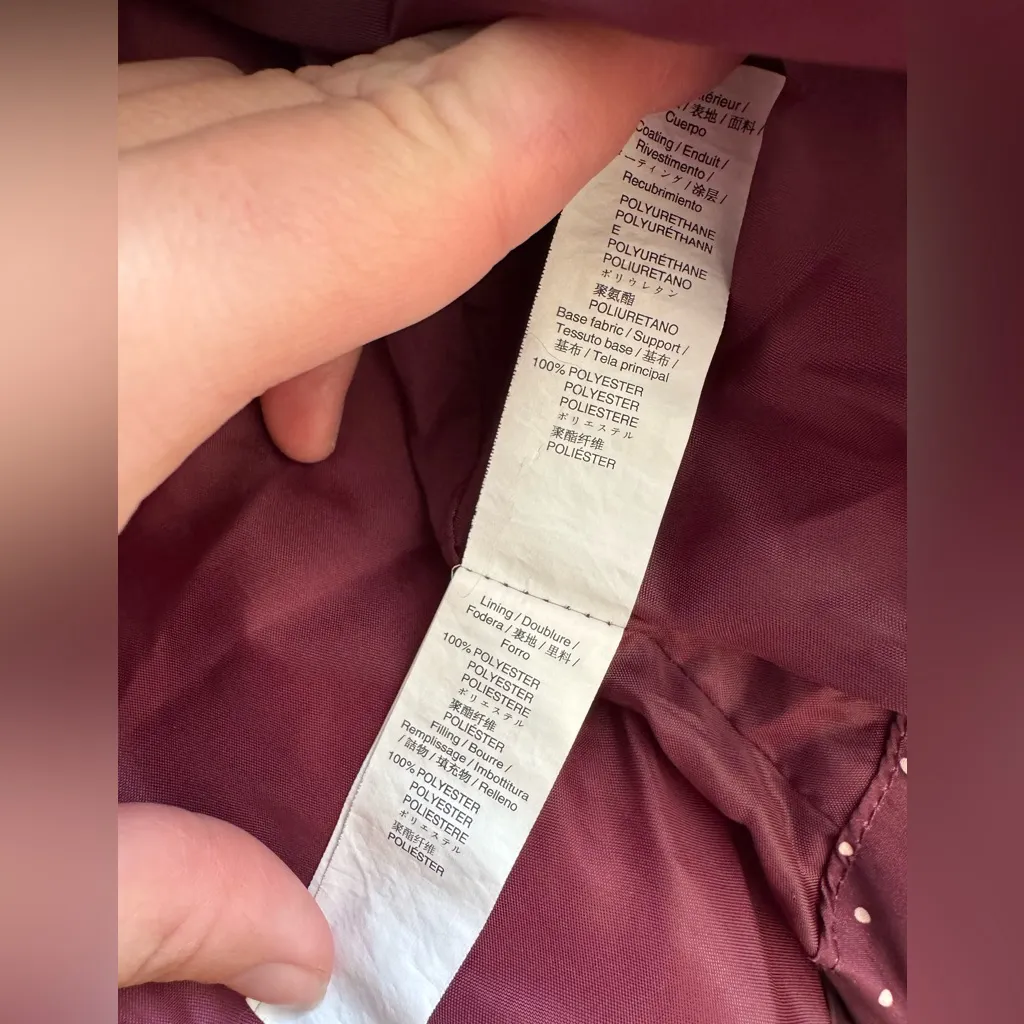 / 表地 / 面料 /
Cuerpo
Coating / Enduit /
Rivestimento /
ーティング / 涂层 /
Recubrimiento
POLYURETHANE
POLYURÉTHANN
E
POLYURÉTHANE
POLIURETANO
ポリウレタン
聚氨酯
POLIURETANO
Base fabric / Support /
Tessuto base / 基布 /
基布 / Tela principal
100% POLYESTER
POLYESTER
POLIESTERE
ポリエステル
聚酯纤维
POLIÉSTER
Lining / Doublure /
Fodera / 裏地 / 里料 /
Forro
100% POLYESTER
POLYESTER
POLIESTERE
ポリエステル
聚酯纤维
POLIÉSTER
Filling / Bourre /
Remplissage / Imbottitura
/ 詰物 / 填充物 / Relleno
100% POLYESTER
POLYESTER
POLIESTERE
ポリエステル
聚酯纤维
POLIÉSTER